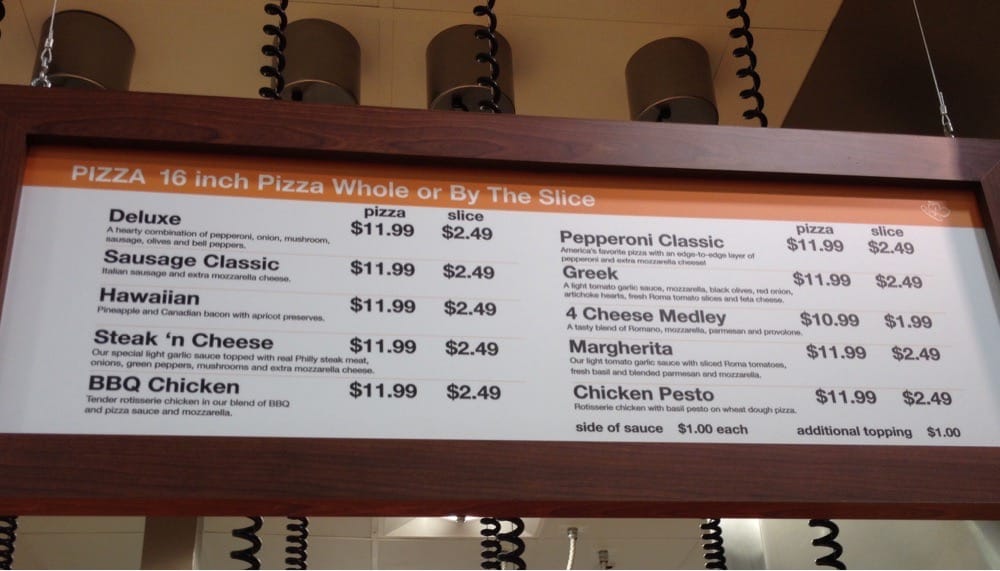 PIZZA 16 inch Pizza Whole or By The Slice
pizza slice
Deluxe $11.99 $2.49
A hearty combination of pepperoni, onion, mushroom,
sausage, olives and bell peppers.
Sausage Classic $11.99 $2.49
Italian sausage and extra mozzarella cheese.
Hawaiian $11.99 $2.49
Pineapple and Canadian bacon with apricot preserves.
Steak 'n Cheese $11.99 $2.49
Our special light garlic sauce topped with real Philly steak meat,
onions, green peppers, mushrooms and extra mozzarella cheese.
BBQ Chicken $11.99 $2.49
Tender rotisserie chicken in our blend of BBQ
and pizza sauce and mozzarella.
pizza slice
Pepperoni Classic $11.99 $2.49
America's favorite pizza with an edge-to-edge layer of
pepperoni and extra mozzarella cheese!
Greek $11.99 $2.49
A light tomato garlic sauce, mozzarella, black olives, red onion,
artichoke hearts, fresh Roma tomato slices and feta cheese.
4 Cheese Medley $10.99 $1.99
A tasty blend of Romano, mozzarella, parmesan and provolone.
Margherita $11.99 $2.49
Our light tomato garlic sauce with sliced Roma tomatoes,
fresh basil and blended parmesan and mozzarella.
Chicken Pesto $11.99 $2.49
Rotisserie chicken with basil pesto on wheat dough pizza.
side of sauce $1.00 each additional topping $1.00